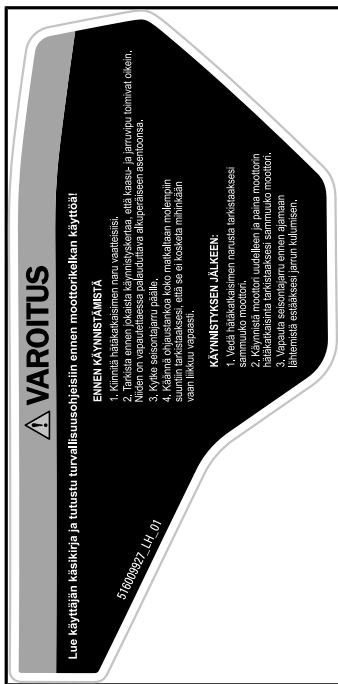 VAROITUS
Lue käyttäjän käsikirja ja tutustu turvallisuusohjeisiin ennen moottorikelkan käyttöä!
ENNEN KÄYNNISTÄMISTÄ
1. Kiinnitä hätäkatkaisimen naru vaatteisiisi.
2. Tarkista ennen jokaista käynnistyskertaa, että kaasu- ja jarruvipu toimivat oikein.
Niiden on vapautettaessa palauduttava alkuperäiseen asentoonsa.
3. Kytke seisontajarru päälle.
4. Käännä ohjaustankoa koko matkaltaan molempiin
suuntiin tarkistaaksesi, että se ei kosketa mihinkään
vaan liikkuu vapaasti.
KÄYNNISTYKSEN JÄLKEEN:
1. Vedä hätäkatkaisimen narusta tarkistaaksesi
sammuuko moottori.
2. Käynnistä moottori uudelleen ja paina moottorin
hätäkatkaisinta tarkistaaksesi sammuuko moottori.
3. Vapauta seisontajarru ennen ajamaan
lähtemistä estääksesi jarrun kulumisen.
516009927_LH_01